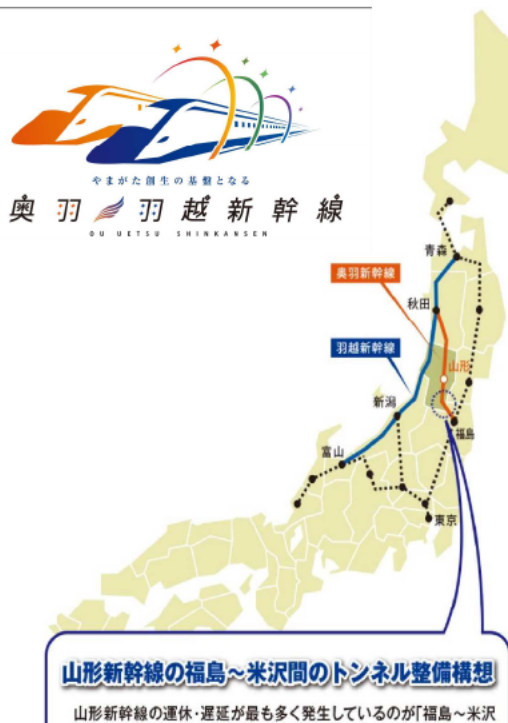 やまがた創生の基盤となる
奥羽羽越新幹線
OU UETSU SHINKANSEN
青森
奥羽新幹線
秋田
羽越新幹線
山形
新潟
福島
富山
東京
山形新幹線の福島～米沢間のトンネル整備構想
山形新幹線の運休・遅延が最も多く発生しているのが「福島～米沢